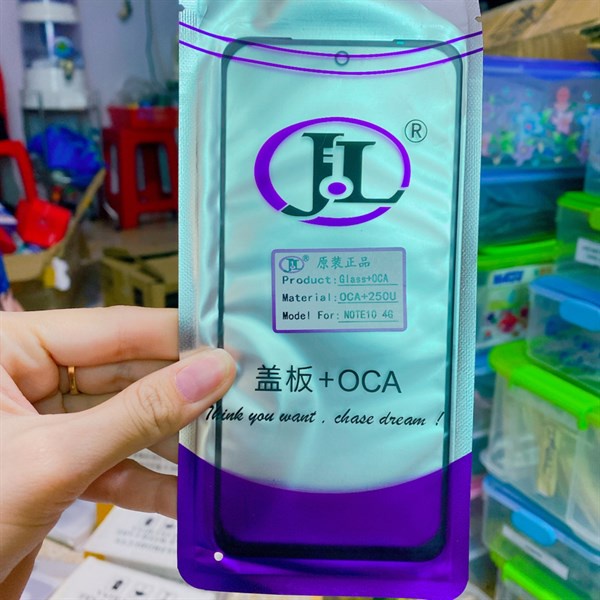 JL ®
JL ® 原装正品
Product: Glass+OCA
Material: OCA+250U
Model For: NOTE10 4G
盖板+OCA
Think you want , chase dream !